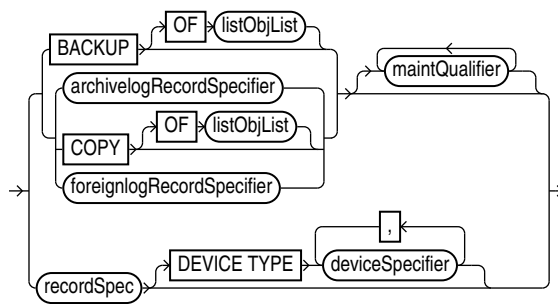 OF listObjList
BACKUP
maintQualifier
archivelogRecordSpecifier
OF listObjList
COPY
foreignlogRecordSpecifier
,
DEVICE TYPE deviceSpecifier
recordSpec